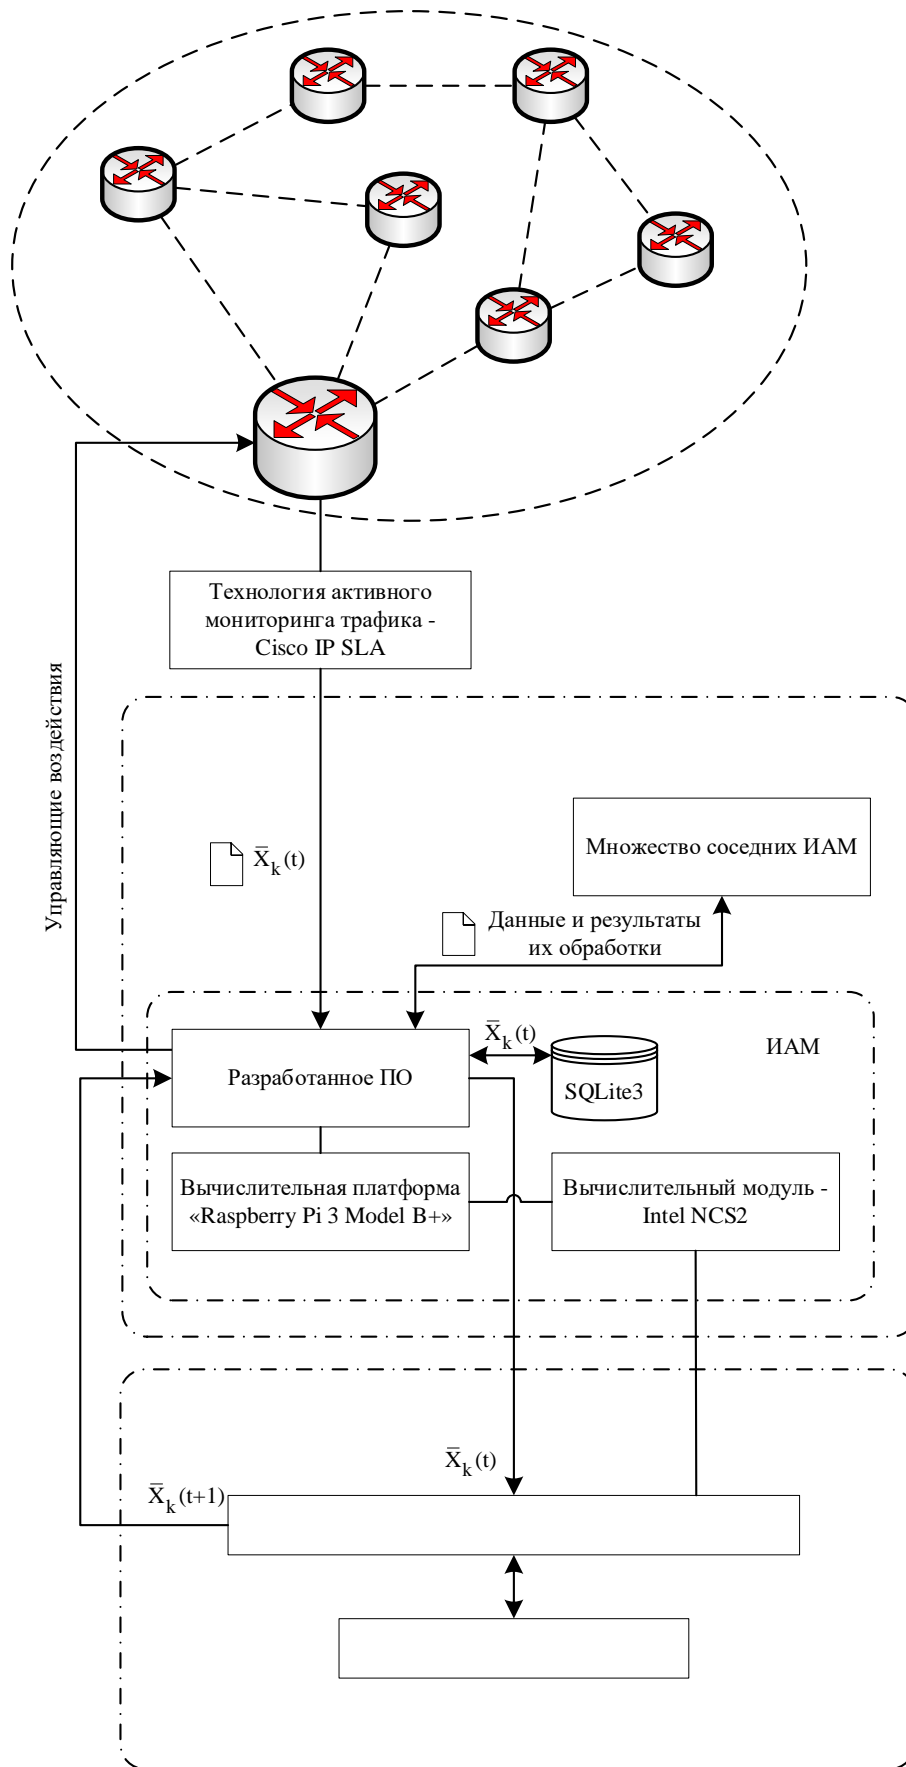 Технология активного
мониторинга трафика -
Cisco IP SLA
Управляющие воздействия
X̅k(t)
Множество соседних ИАМ
Данные и результаты
их обработки
X̅k(t)
ИАМ
Разработанное ПО
SQLite3
Вычислительная платформа
«Raspberry Pi 3 Model B+»
Вычислительный модуль -
Intel NCS2
X̅k(t)
X̅k(t+1)